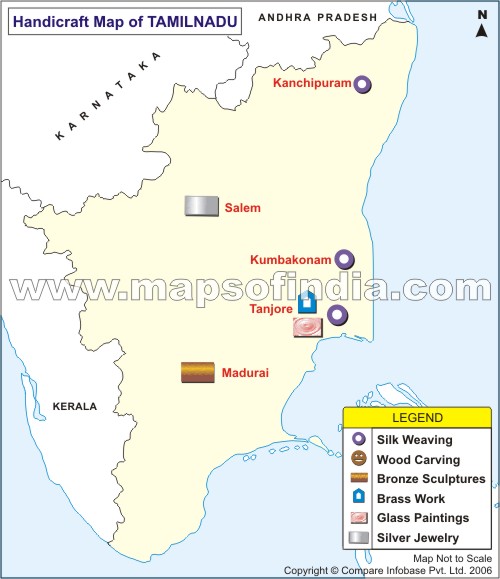 Handicraft Map of TAMILNADU
ANDHRA PRADESH
N
KARNATAKA
Kanchipuram
Salem
Kumbakonam
www.mapsofindia.com
Tanjore
Madurai
KERALA
LEGEND
Silk Weaving
Wood Carving
Bronze Sculptures
Brass Work
Glass Paintings
Silver Jewelry
Map Not to Scale
Copyright © Compare Infobase Pvt. Ltd. 2006